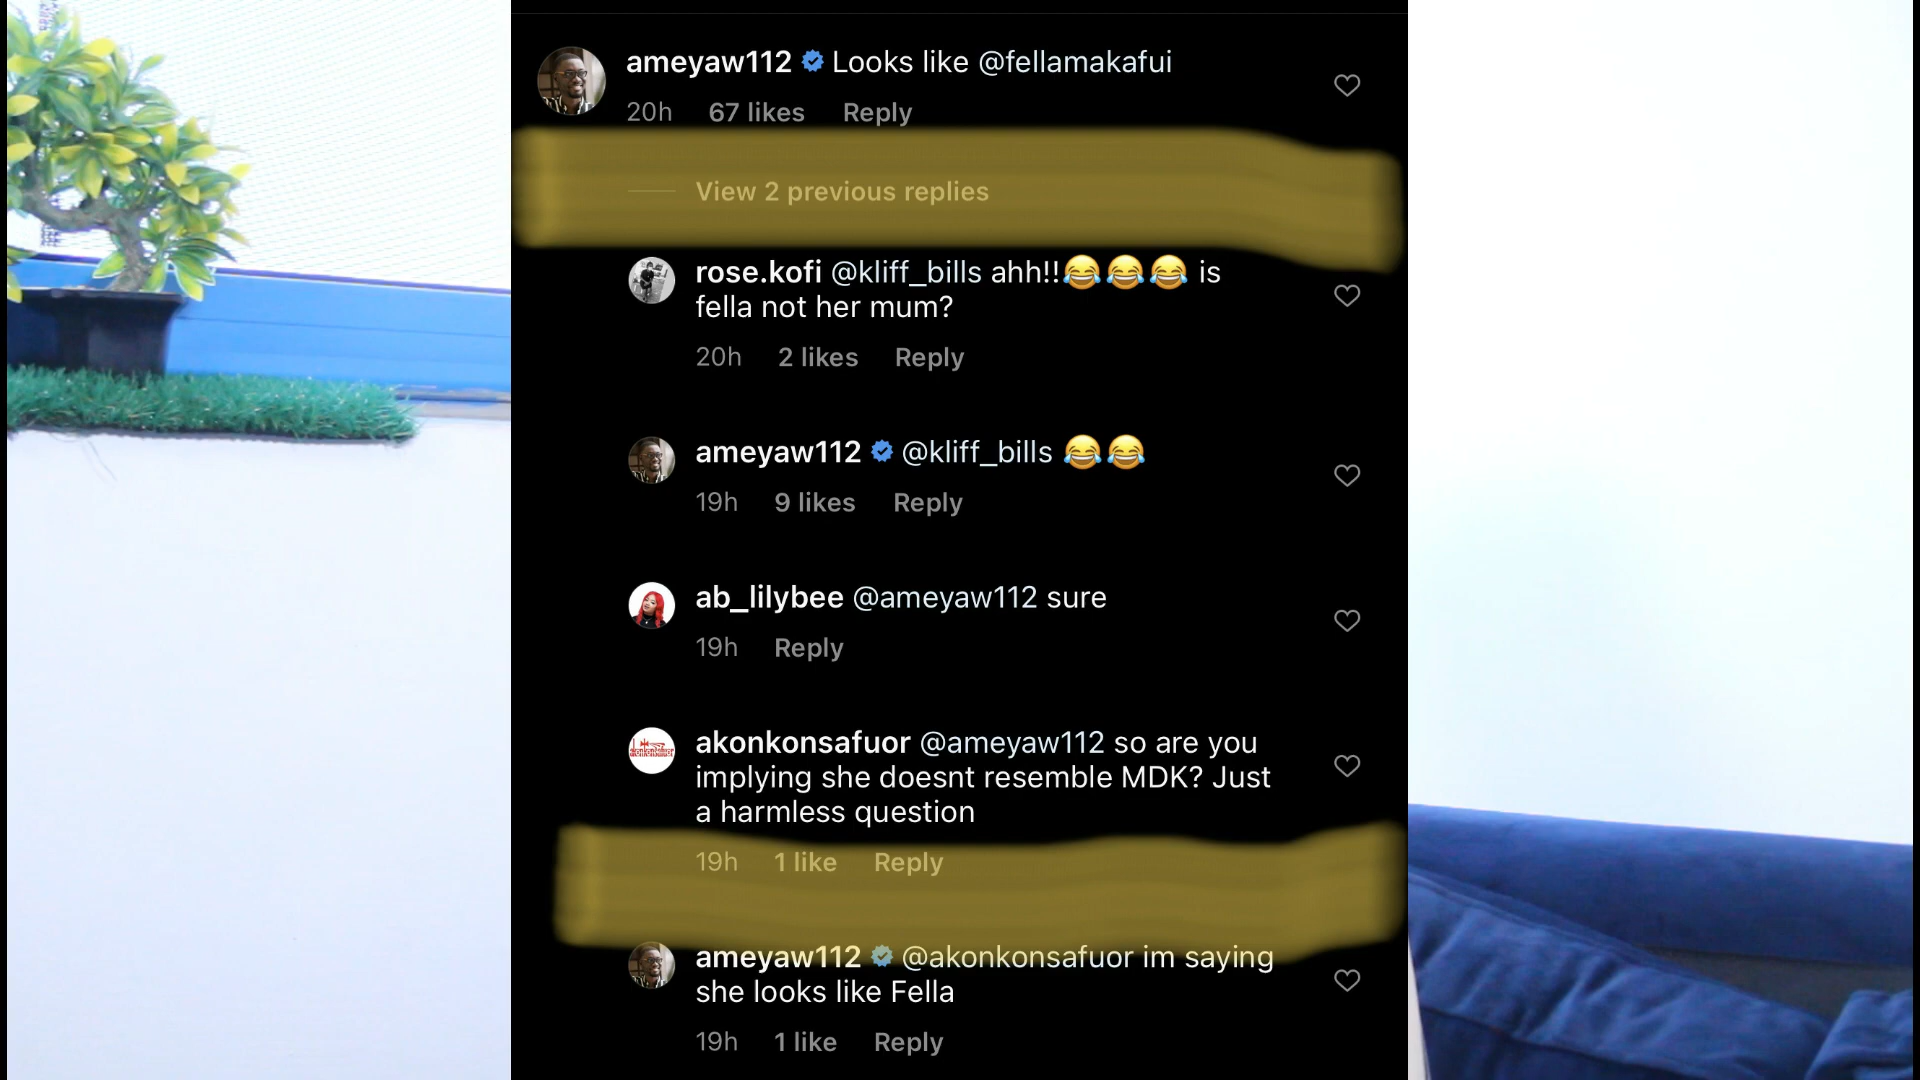 ameyaw112 Looks like @fellamakafui
20h 67 likes Reply
View 2 previous replies
rose.kofi @kliff_bills ahh!!😂😂😂 is
fella not her mum?
20h 2 likes Reply
ameyaw112 @kliff_bills 😂😂
19h 9 likes Reply
ab_lilybee @ameyaw112 sure
19h Reply
akonkonsafuor @ameyaw112 so are you
implying she doesnt resemble MDK? Just
a harmless question
19h 1 like Reply
ameyaw112 @akonkonsafuor im saying
she looks like Fella
19h 1 like Reply